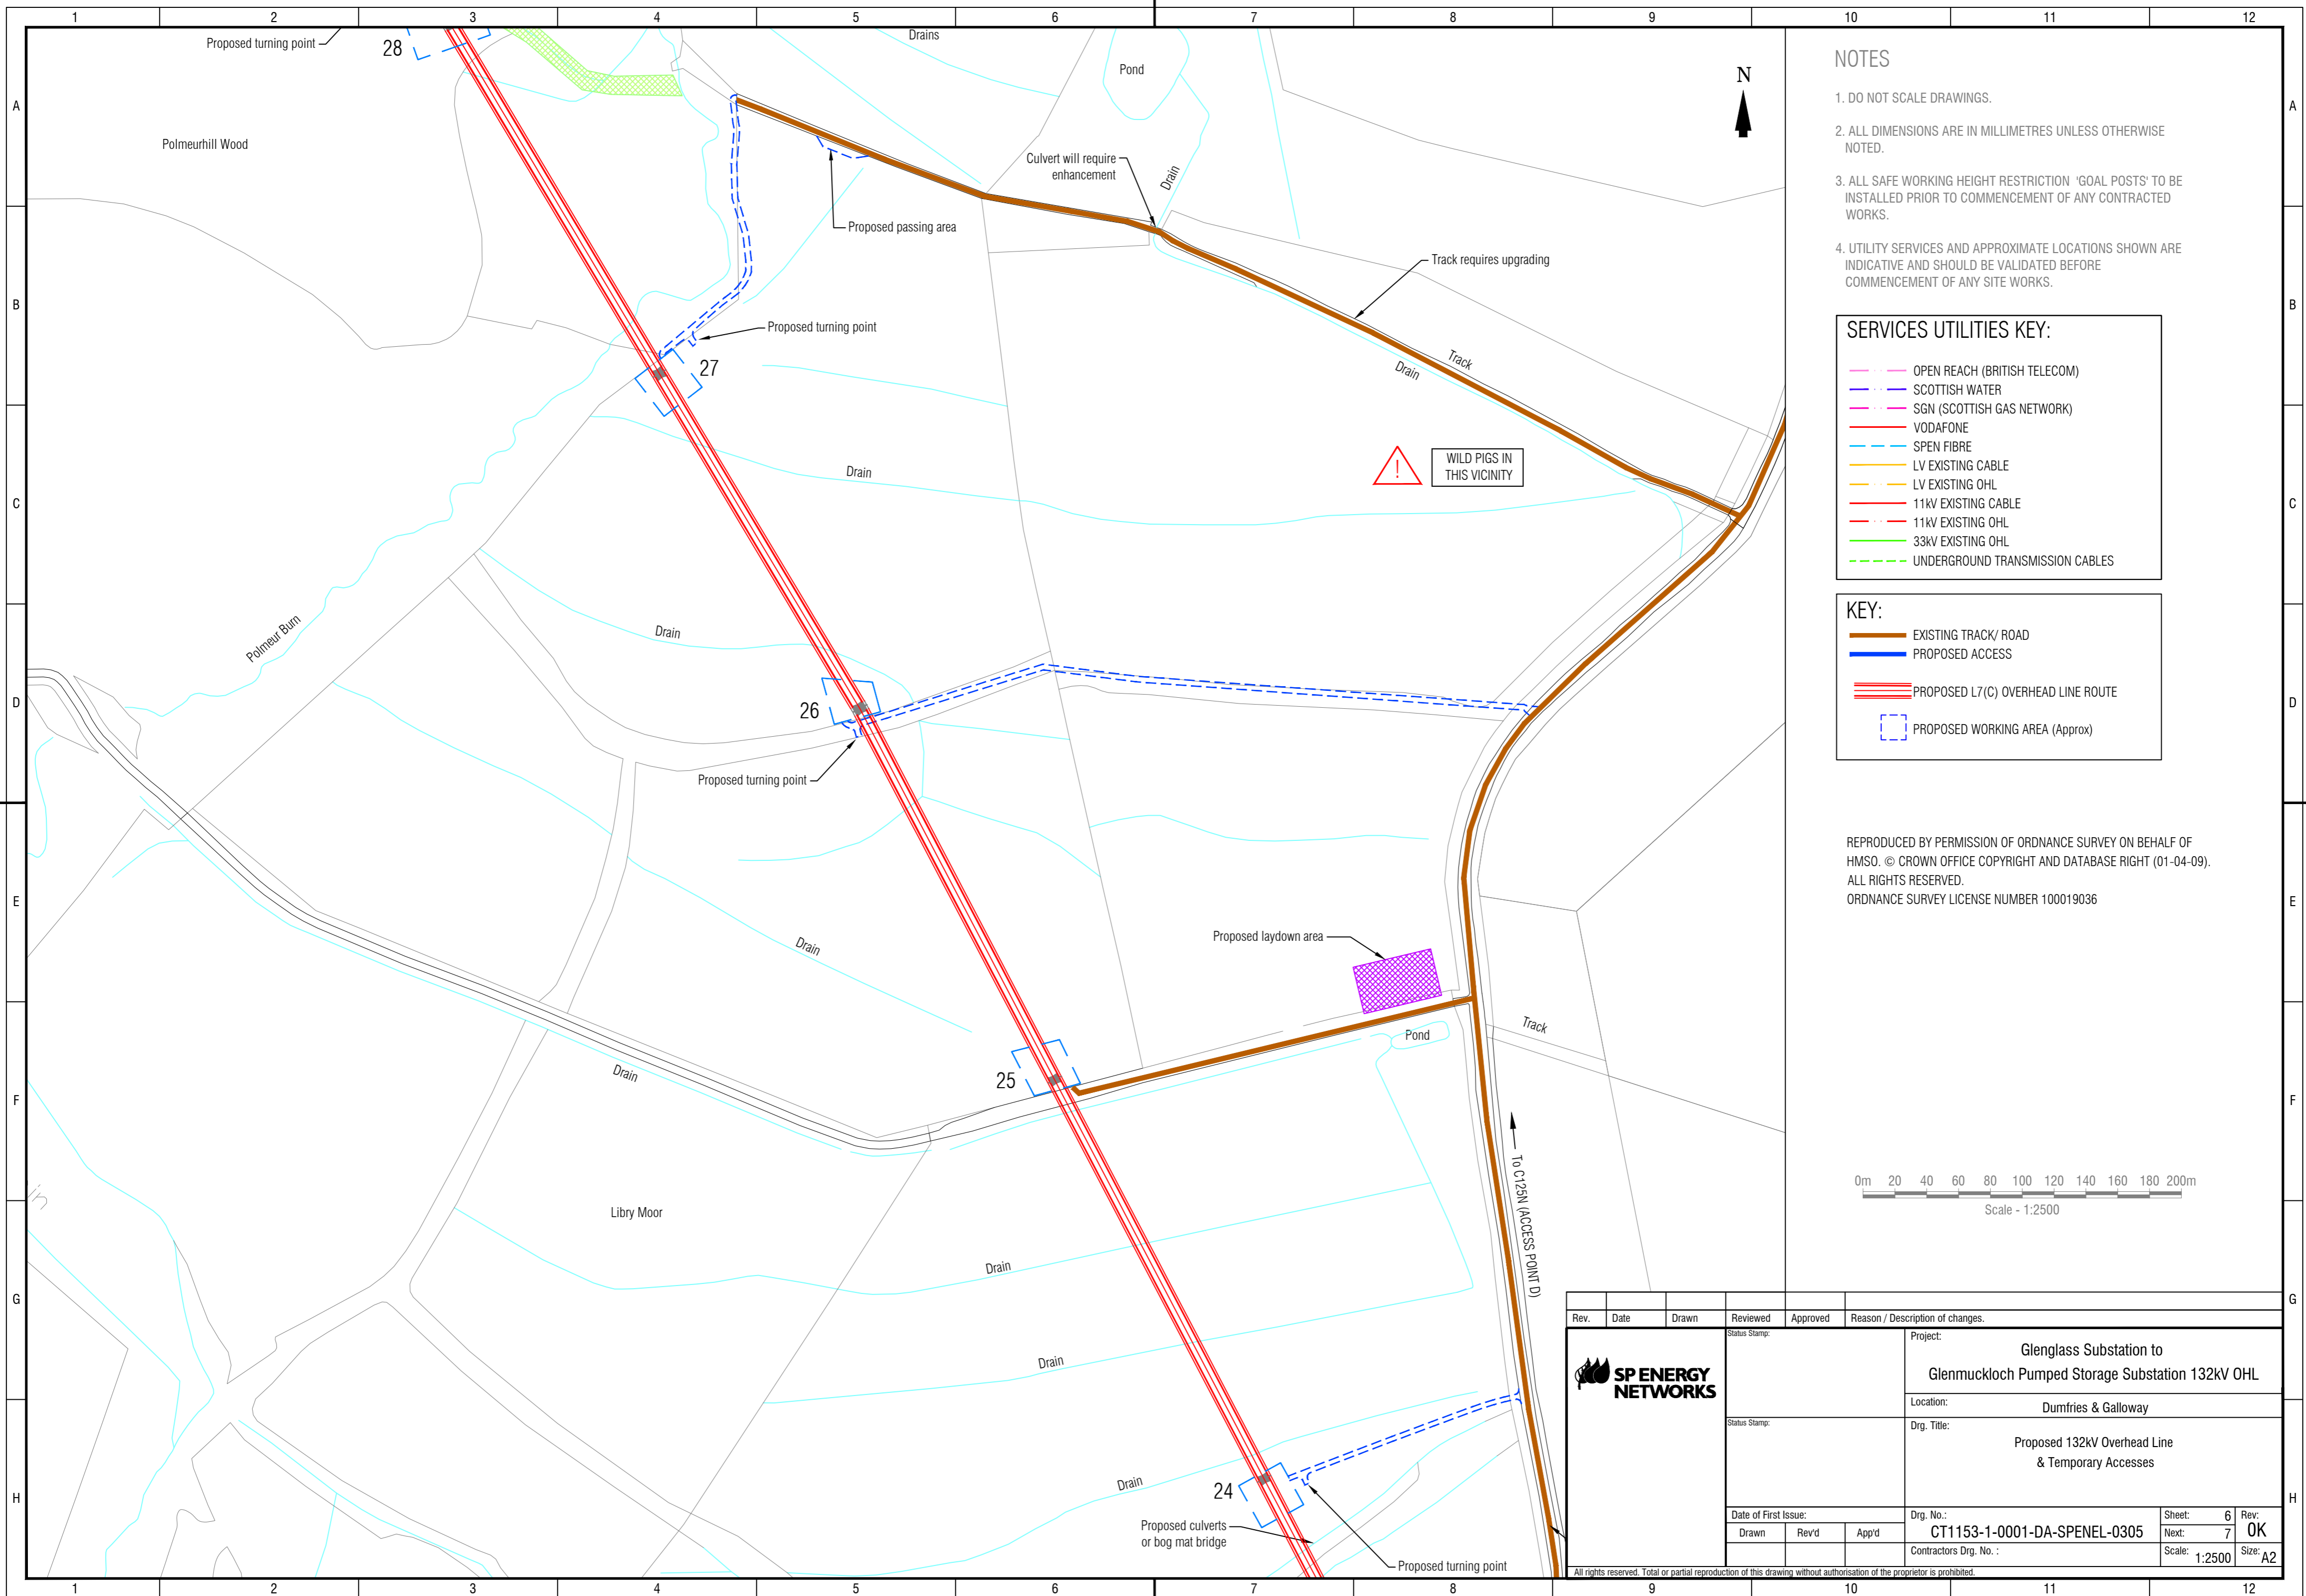 1 2 3 4 5 6 7 8 9 10 11 12
A
B
C
D
E
F
G
H
Proposed turning point
28
Drains
Pond
N
Polmeurhill Wood
Culvert will require
enhancement
Drain
Proposed passing area
Track requires upgrading
Proposed turning point
27
Track
Drain
WILD PIGS IN
THIS VICINITY
!
Drain
Polmeur Burn
Drain
26
Proposed turning point
Proposed laydown area
Drain
Pond
Track
25
Drain
To C125N (ACCESS POINT D)
Libry Moor
Drain
Drain
24
Drain
Proposed culverts
or bog mat bridge
Proposed turning point
NOTES
1. DO NOT SCALE DRAWINGS.
2. ALL DIMENSIONS ARE IN MILLIMETRES UNLESS OTHERWISE
NOTED.
3. ALL SAFE WORKING HEIGHT RESTRICTION 'GOAL POSTS' TO BE
INSTALLED PRIOR TO COMMENCEMENT OF ANY CONTRACTED
WORKS.
4. UTILITY SERVICES AND APPROXIMATE LOCATIONS SHOWN ARE
INDICATIVE AND SHOULD BE VALIDATED BEFORE
COMMENCEMENT OF ANY SITE WORKS.
SERVICES UTILITIES KEY:
OPEN REACH (BRITISH TELECOM)
SCOTTISH WATER
SGN (SCOTTISH GAS NETWORK)
VODAFONE
SPEN FIBRE
LV EXISTING CABLE
LV EXISTING OHL
11kV EXISTING CABLE
11kV EXISTING OHL
33kV EXISTING OHL
UNDERGROUND TRANSMISSION CABLES
KEY:
EXISTING TRACK/ ROAD
PROPOSED ACCESS
PROPOSED L7(C) OVERHEAD LINE ROUTE
PROPOSED WORKING AREA (Approx)
REPRODUCED BY PERMISSION OF ORDNANCE SURVEY ON BEHALF OF
HMSO. © CROWN OFFICE COPYRIGHT AND DATABASE RIGHT (01-04-09).
ALL RIGHTS RESERVED.
ORDNANCE SURVEY LICENSE NUMBER 100019036
0m 20 40 60 80 100 120 140 160 180 200m
Scale - 1:2500
Rev. Date Drawn Reviewed Approved Reason / Description of changes.
SP ENERGY
NETWORKS
Status Stamp:
Status Stamp:
Project:
Glenglass Substation to
Glenmuckloch Pumped Storage Substation 132kV OHL
Location:
Dumfries & Galloway
Drg. Title:
Proposed 132kV Overhead Line
& Temporary Accesses
Date of First Issue:
Drawn Rev'd App'd
Drg. No.:
CT1153-1-0001-DA-SPENEL-0305
Contractors Drg. No. :
Sheet: 6
Next: 7
Rev:
0K
Scale: 1:2500
Size: A2
All rights reserved. Total or partial reproduction of this drawing without authorisation of the proprietor is prohibited.
A
B
C
D
E
F
G
H
1 2 3 4 5 6 7 8 9 10 11 12